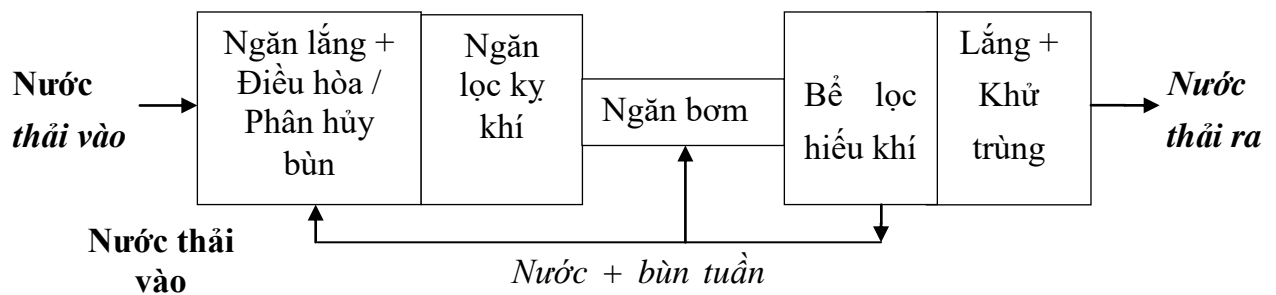 Nước
thải vào
Ngăn lắng +
Điều hòa /
Phân hủy
bùn
Ngăn
lọc kỵ
khí
Ngăn bơm
Bể lọc
hiếu khí
Lắng +
Khử
trùng
Nước
thải ra
Nước thải
vào
Nước + bùn tuần